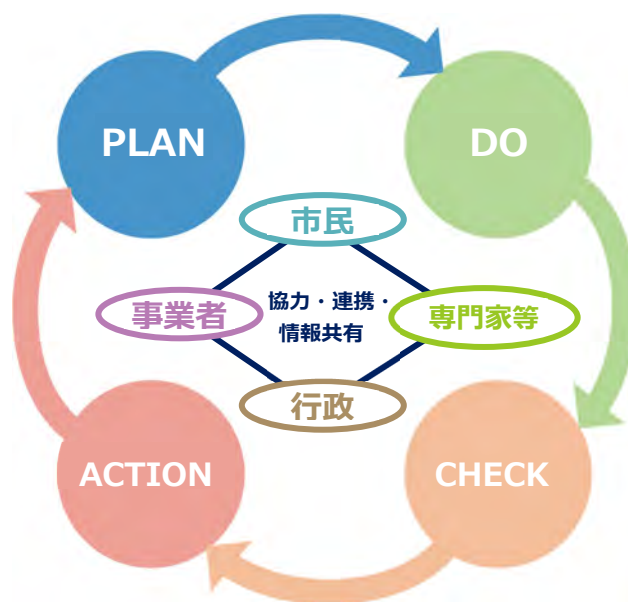 PLAN
DO
市民
事業者
協力・連携・
情報共有
専門家等
行政
ACTION
CHECK